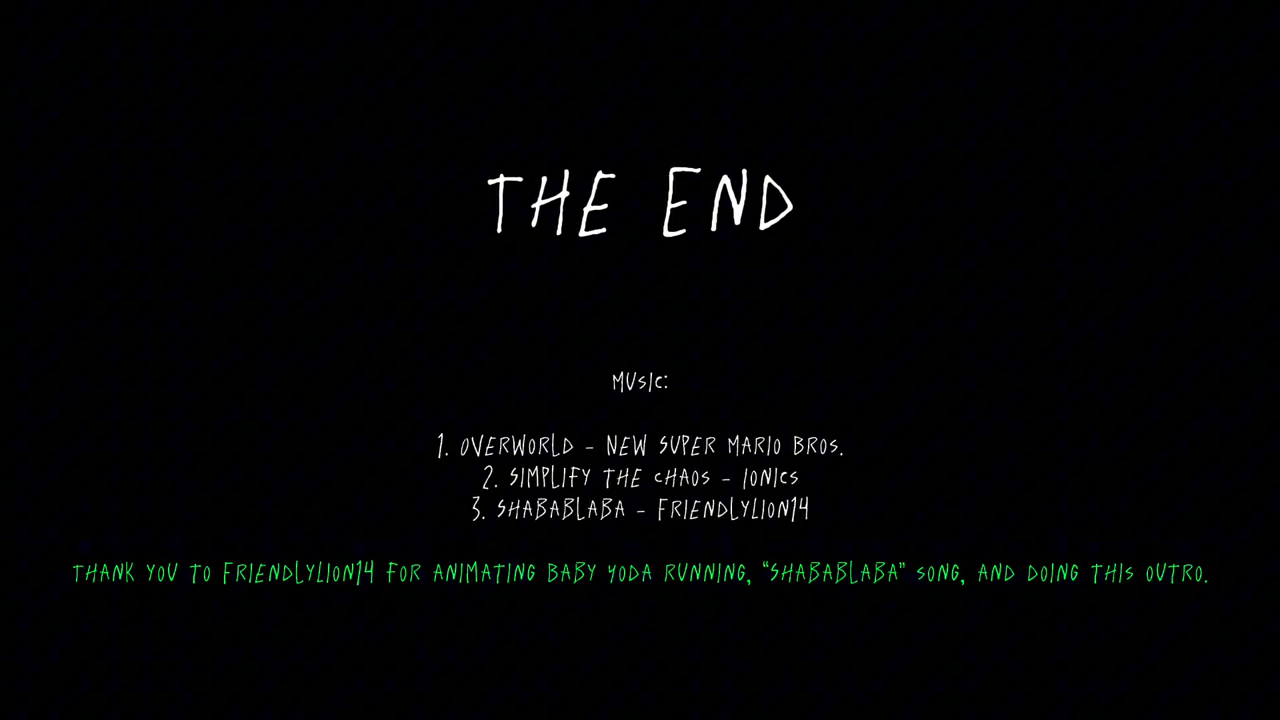 THE END
MUSIC:
1. OVERWORLD - NEW SUPER MARIO BROS.
2. SIMPLIFY THE CHAOS - IONICS
3. SHABABLABA - FRIENDLYLION14
THANK YOU TO FRIENDLYLION14 FOR ANIMATING BABY YODA RUNNING, "SHABABLABA" SONG, AND DOING THIS OUTRO.